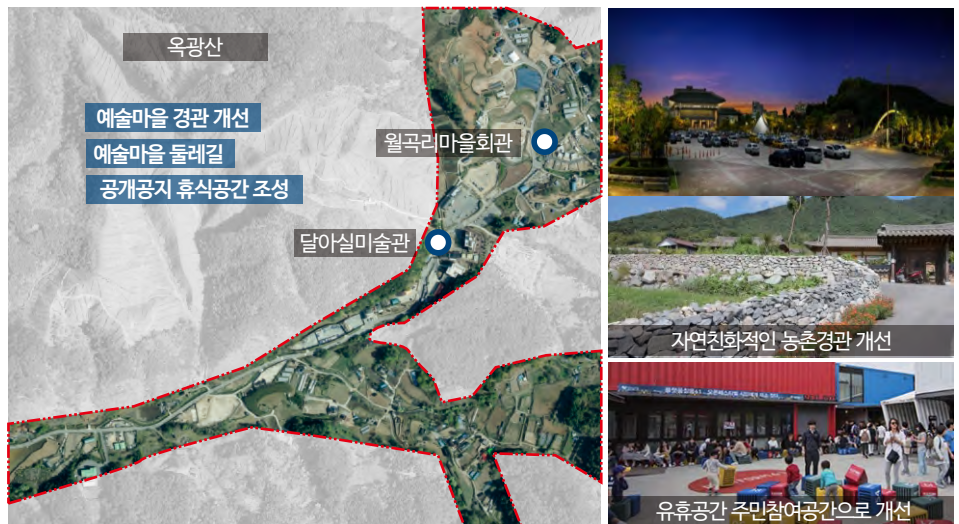 옥광산
예술마을 경관 개선
예술마을 둘레길
공개공지 휴식공간 조성
월곡리마을회관
달아실미술관
자연친화적인 농촌경관 개선
유휴공간 주민참여공간으로 개선